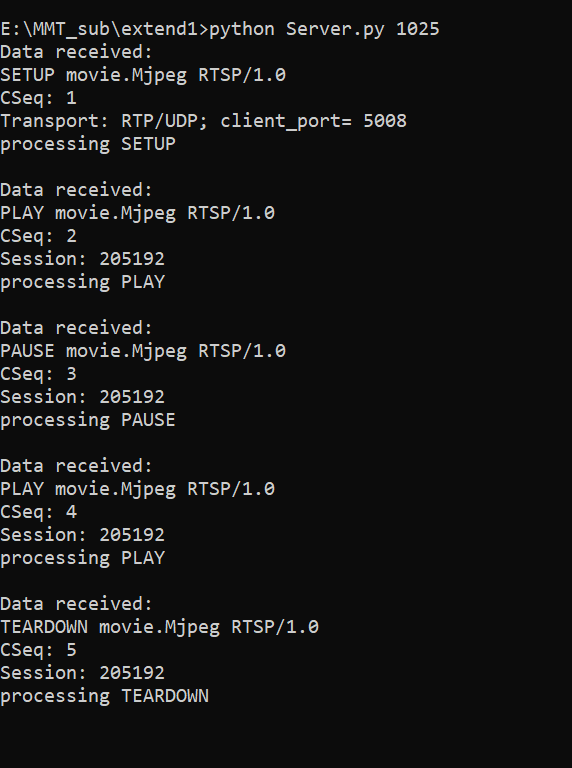 E:\MMT_sub\extend1>python Server.py 1025
Data received:
SETUP movie.Mjpeg RTSP/1.0
CSeq: 1
Transport: RTP/UDP; client_port= 5008
processing SETUP

Data received:
PLAY movie.Mjpeg RTSP/1.0
CSeq: 2
Session: 205192
processing PLAY

Data received:
PAUSE movie.Mjpeg RTSP/1.0
CSeq: 3
Session: 205192
processing PAUSE

Data received:
PLAY movie.Mjpeg RTSP/1.0
CSeq: 4
Session: 205192
processing PLAY

Data received:
TEARDOWN movie.Mjpeg RTSP/1.0
CSeq: 5
Session: 205192
processing TEARDOWN